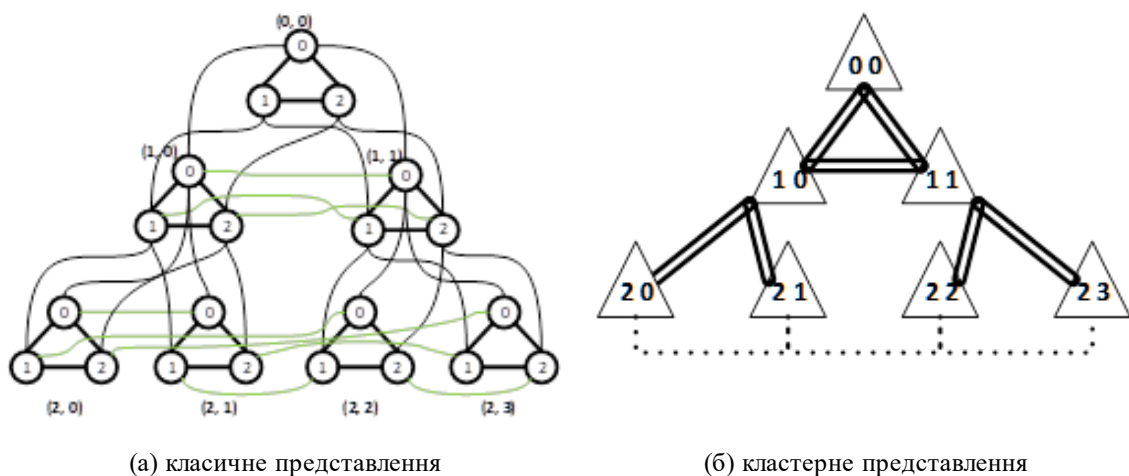 (0, 0)
0
1 2
(1, 0) (1, 1)
0 0
1 2 1 2
0 0 0 0
1 2 1 2 1 2 1 2
(2, 0) (2, 1) (2, 2) (2, 3)
(а) класичне представлення
0 0
1 0 1 1
2 0 2 1 2 2 2 3
(б) кластерне представлення